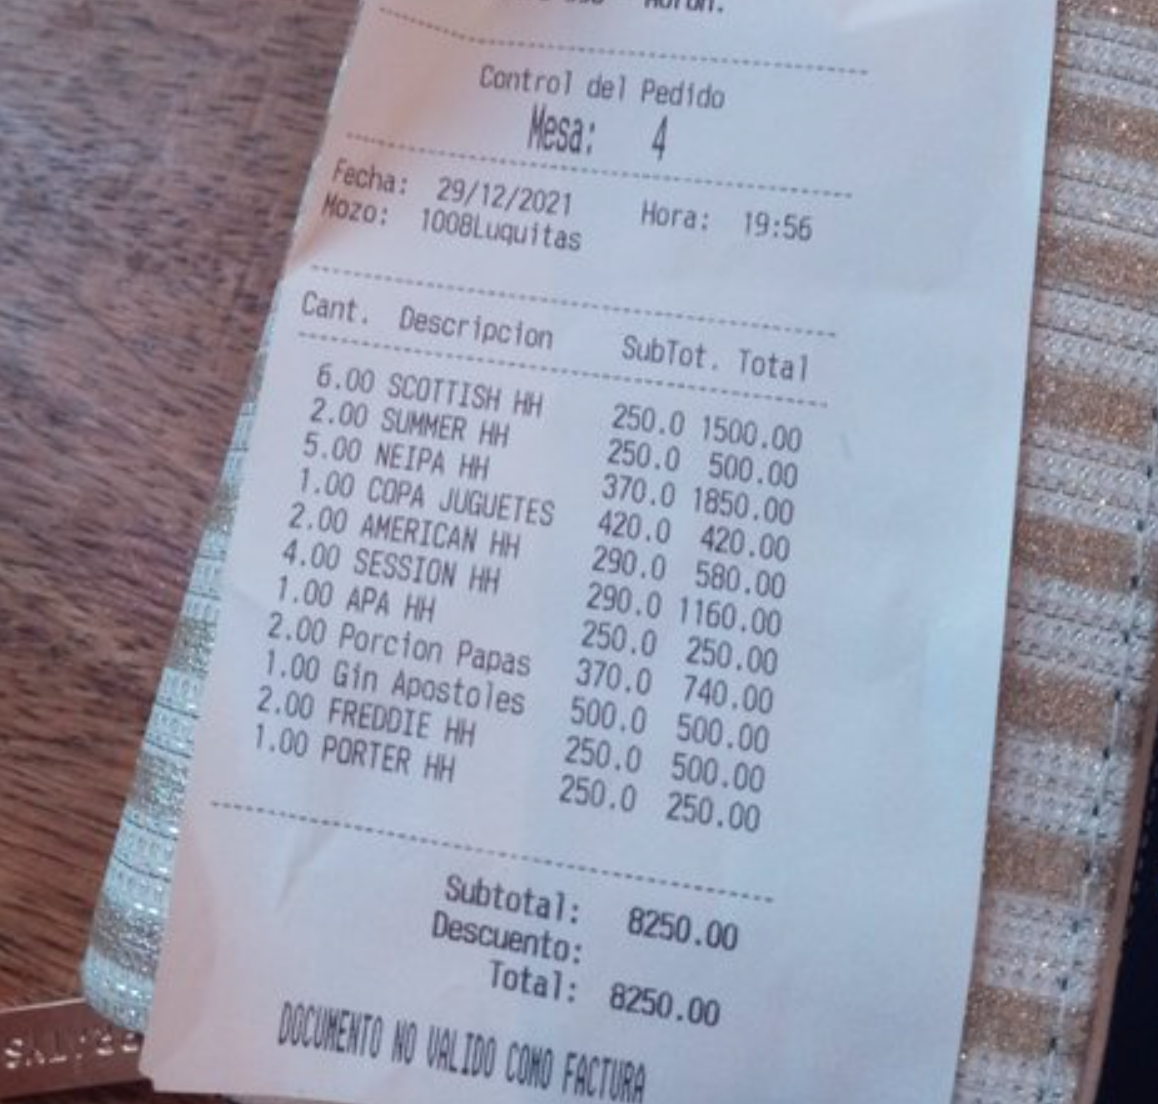 Control del Pedido
Mesa: 4
Fecha: 29/12/2021 Hora: 19:56
Mozo: 1008Luquitas
Cant. Descripcion SubTot. Total
6.00 SCOTTISH HH 250.0 1500.00
2.00 SUMMER HH 250.0 500.00
5.00 NEIPA HH 370.0 1850.00
1.00 COPA JUGUETES 420.0 420.00
2.00 AMERICAN HH 290.0 580.00
4.00 SESSION HH 290.0 1160.00
1.00 APA HH 250.0 250.00
2.00 Porcion Papas 370.0 740.00
1.00 Gin Apostoles 500.0 500.00
2.00 FREDDIE HH 250.0 500.00
1.00 PORTER HH 250.0 250.00
Subtotal: 8250.00
Descuento:
Total: 8250.00
DOCUMENTO NO VALIDO COMO FACTURA